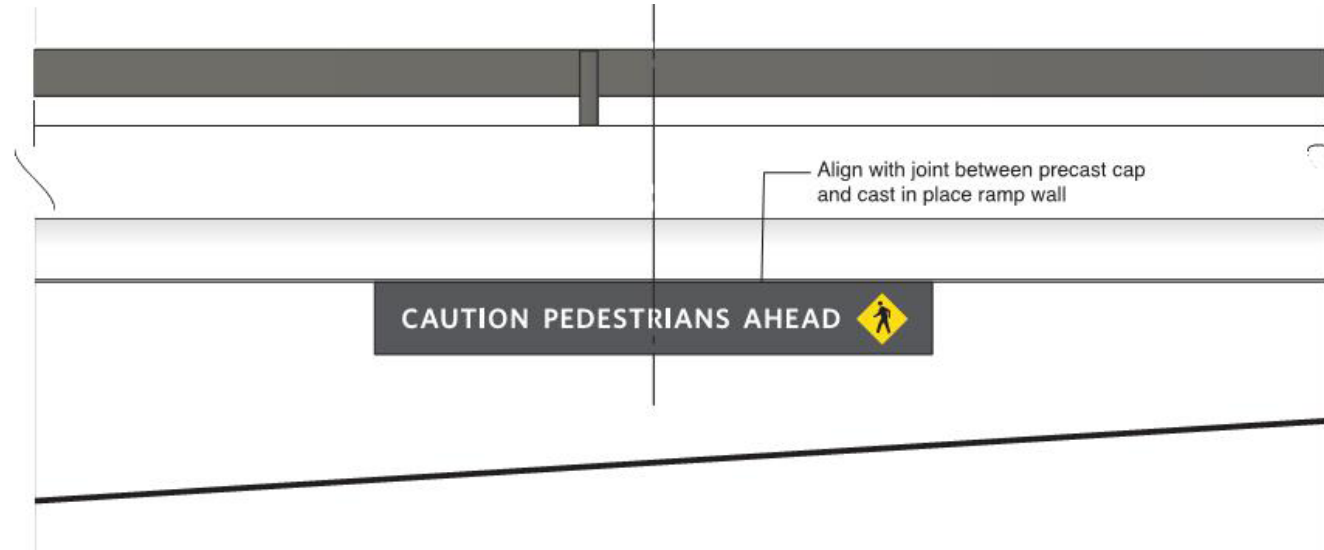 Align with joint between precast cap
and cast in place ramp wall
CAUTION PEDESTRIANS AHEAD